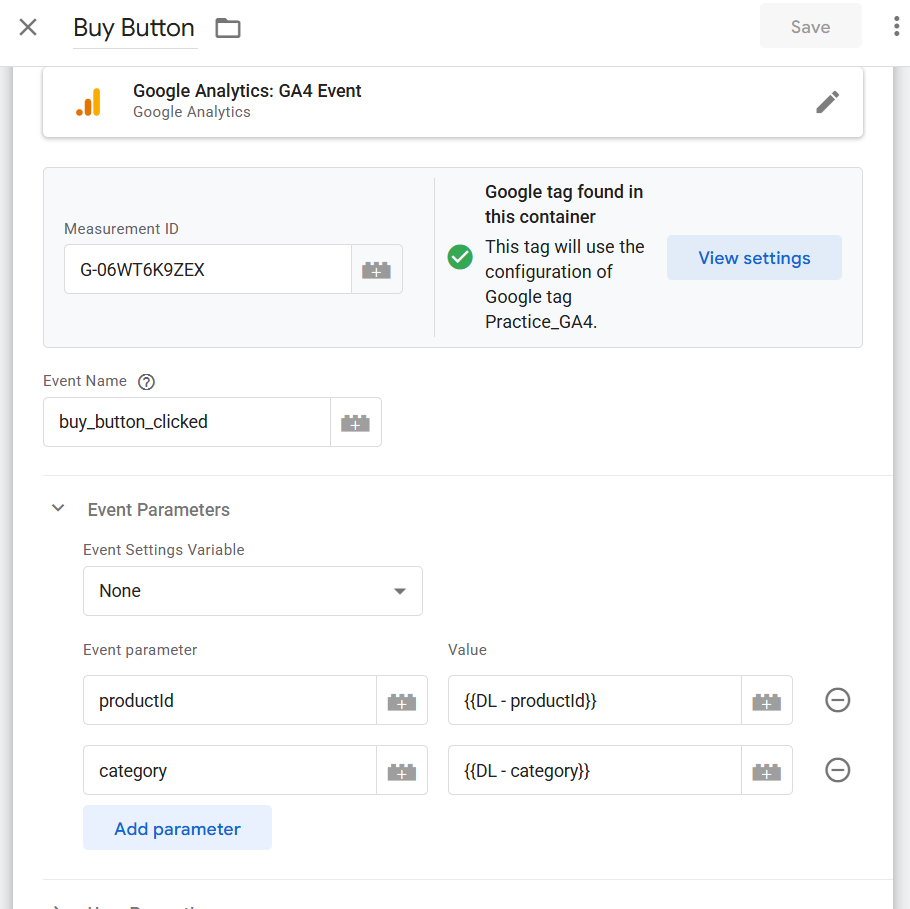 Buy Button
Save
Google Analytics: GA4 Event
Google Analytics
Google tag found in
this container
Measurement ID
G-06WT6K9ZEX
This tag will use the
configuration of
Google tag
Practice_GA4.
View settings
Event Name
buy_button_clicked
Event Parameters
Event Settings Variable
None
Event parameter
Value
productId
{{DL - productId}}
category
{{DL - category}}
Add parameter